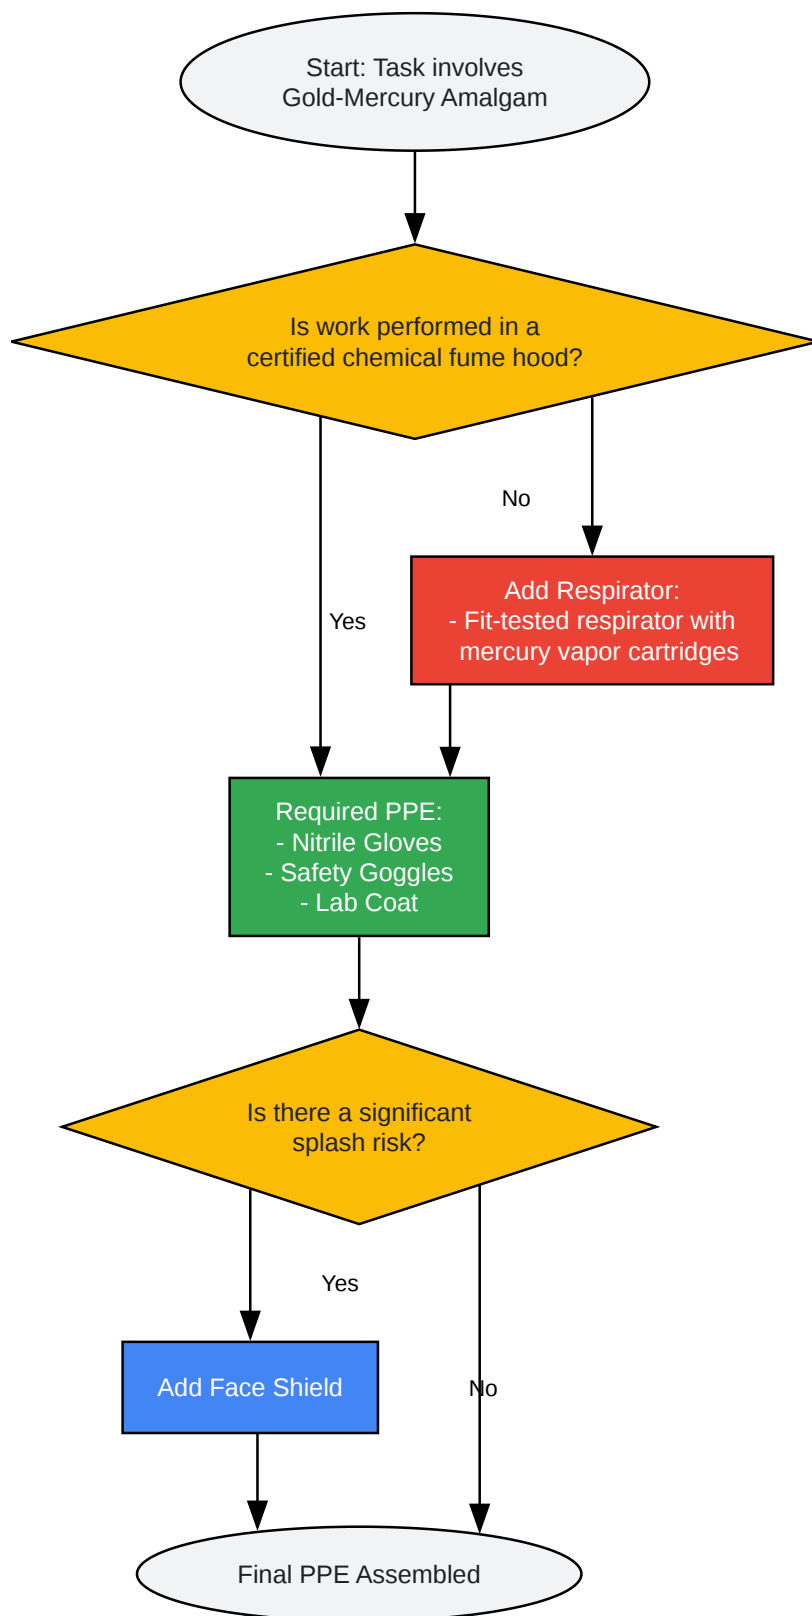 Start: Task involves
Gold-Mercury Amalgam
Is work performed in a
certified chemical fume hood?
No
Add Respirator:
- Fit-tested respirator with
mercury vapor cartridges
Yes
Required PPE:
- Nitrile Gloves
- Safety Goggles
- Lab Coat
Is there a significant
splash risk?
Yes
Add Face Shield
No
Final PPE Assembled